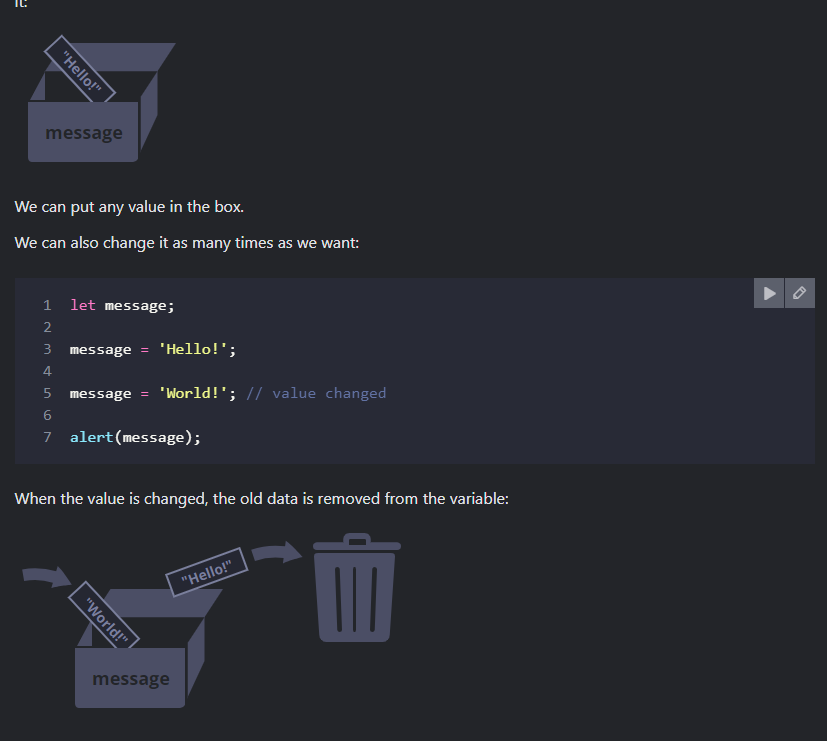 it:
"Hello!"
message
We can put any value in the box.
We can also change it as many times as we want:
1 let message;
2
3 message = 'Hello!';
4
5 message = 'World!'; // value changed
6
7 alert(message);
When the value is changed, the old data is removed from the variable:
"Hello!"
"World!"
message